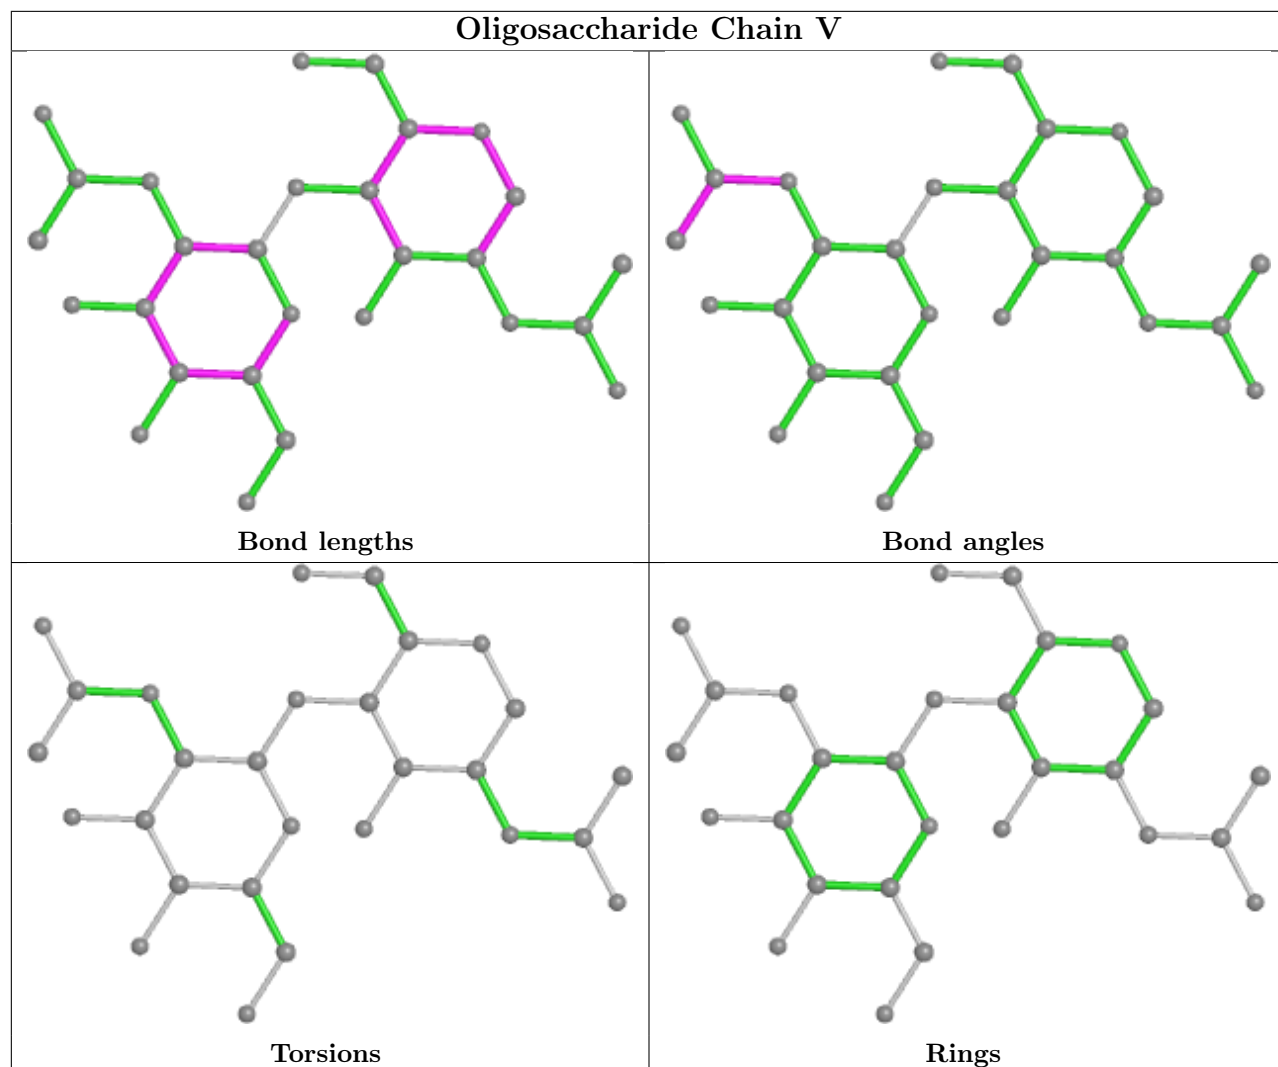 Oligosaccharide Chain V
Bond lengths
Bond angles
Torsions
Rings